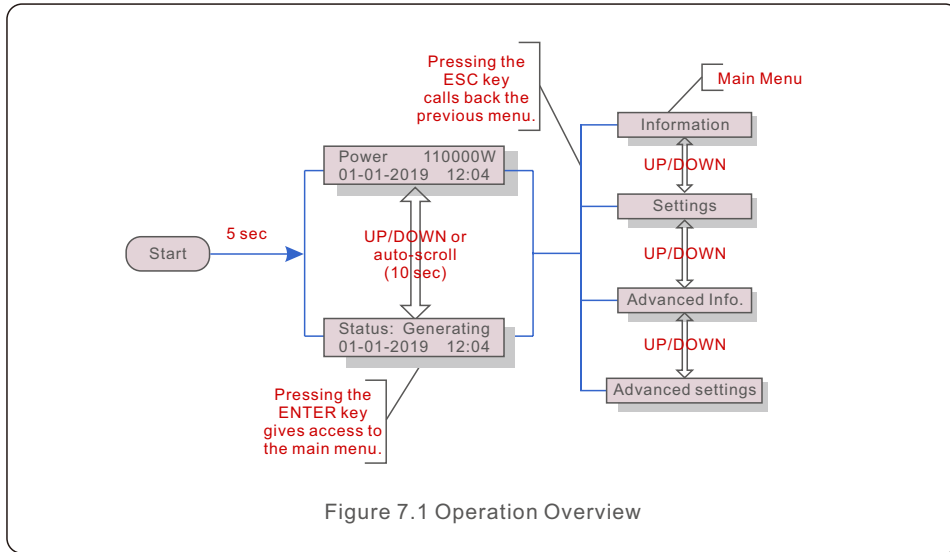 Pressing the
ESC key
calls back the
previous menu.
Main Menu
Information
UP/DOWN
Settings
UP/DOWN
Advanced Info.
UP/DOWN
Advanced settings
Power 110000W
01-01-2019 12:04
Start
5 sec
UP/DOWN or
auto-scroll
(10 sec)
Status: Generating
01-01-2019 12:04
Pressing the
ENTER key
gives access to
the main menu.
Figure 7.1 Operation Overview